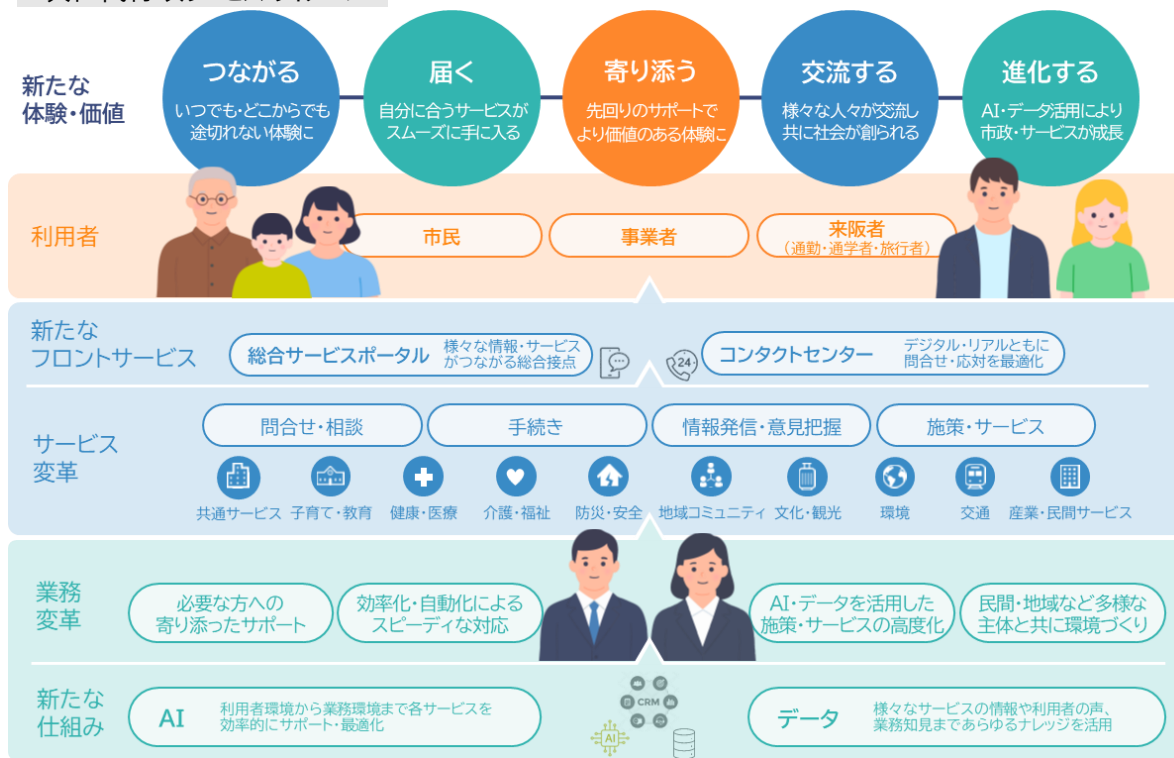 新たな
体験・価値
つながる
いつでも・どこからでも
途切れない体験に
届く
自分に合うサービスが
スムーズに手に入る
寄り添う
先回りのサポートで
より価値のある体験に
交流する
様々な人々が交流し
共に社会が創られる
進化する
AI・データ活用により
市政・サービスが成長
利用者
市民
事業者
来阪者
(通勤・通学者・旅行者)
新たな
フロントサービス
総合サービスポータル
様々な情報・サービス
がつながる総合接点
24
コンタクトセンター
デジタル・リアルともに
問合せ・応対を最適化
サービス
変革
問合せ・相談
手続き
情報発信・意見把握
施策・サービス
共通サービス
子育て・教育
健康・医療
介護・福祉
防災・安全
地域コミュニティ
文化・観光
環境
交通
産業・民間サービス
業務
変革
必要な方への
寄り添ったサポート
効率化・自動化による
スピーディな対応
AI・データを活用した
施策・サービスの高度化
民間・地域など多様な
主体と共に環境づくり
新たな
仕組み
AI
利用者環境から業務環境まで各サービスを
効率的にサポート・最適化
CRM
AI
データ
様々なサービスの情報や利用者の声、
業務知見まであらゆるナレッジを活用